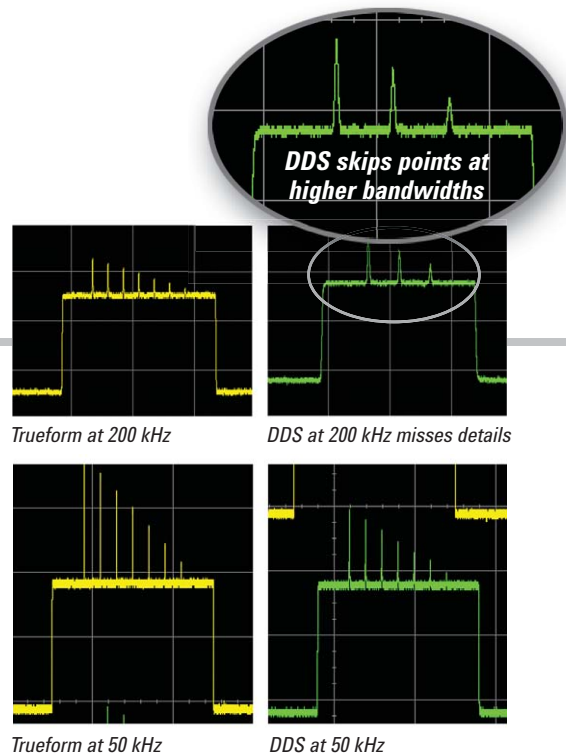 DDS skips points at
higher bandwidths
Trueform at 200 kHz
DDS at 200 kHz misses details
Trueform at 50 kHz
DDS at 50 kHz